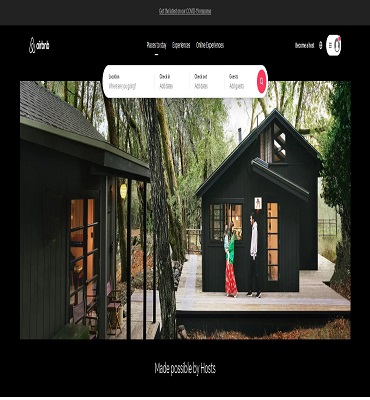 Get the latest on our COVID-19 response
airbnb
Places to stay
Experiences
Online Experiences
Become a host
Location
Where are you going?
Check in
Add dates
Check out
Add dates
Guests
Add guests
Made possible by Hosts